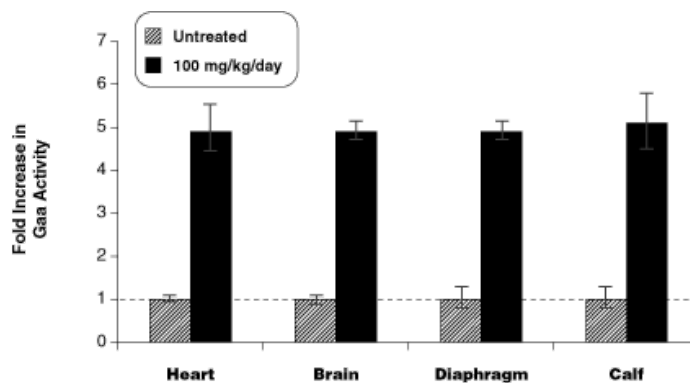 Untreated
100 mg/kg/day
Fold Increase in
Gaa Activity
7
6
5
4
3
2
1
0
Heart Brain Diaphragm Calf